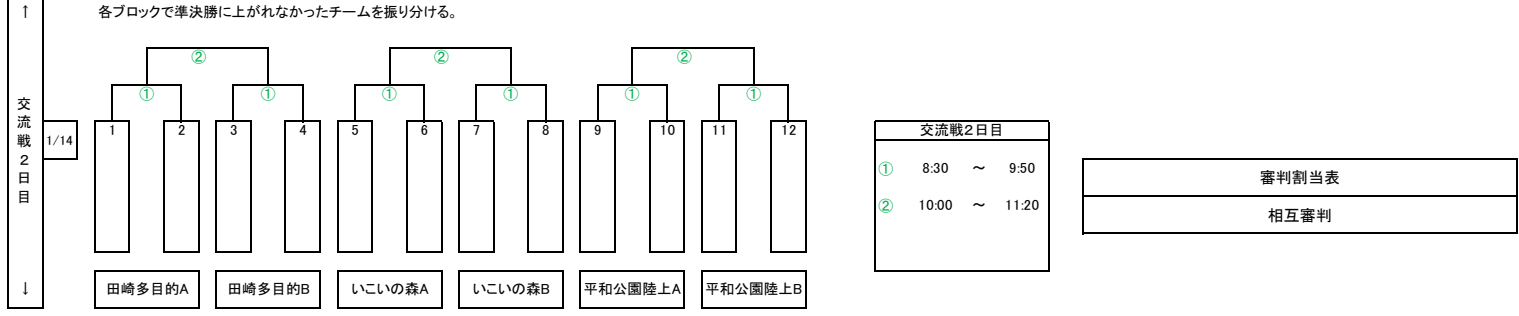 ↑
各ブロックで準決勝に上がれなかったチームを振り分ける。
② ② ②
① ① ① ① ① ①
交流戦２日目
1/14
1 2 3 4 5 6 7 8 9 10 11 12
↓
田崎多目的A 田崎多目的B いこいの森A いこいの森B 平和公園陸上A 平和公園陸上B
交流戦２日目
① 8:30 ～ 9:50
② 10:00 ～ 11:20
審判割当表
相互審判